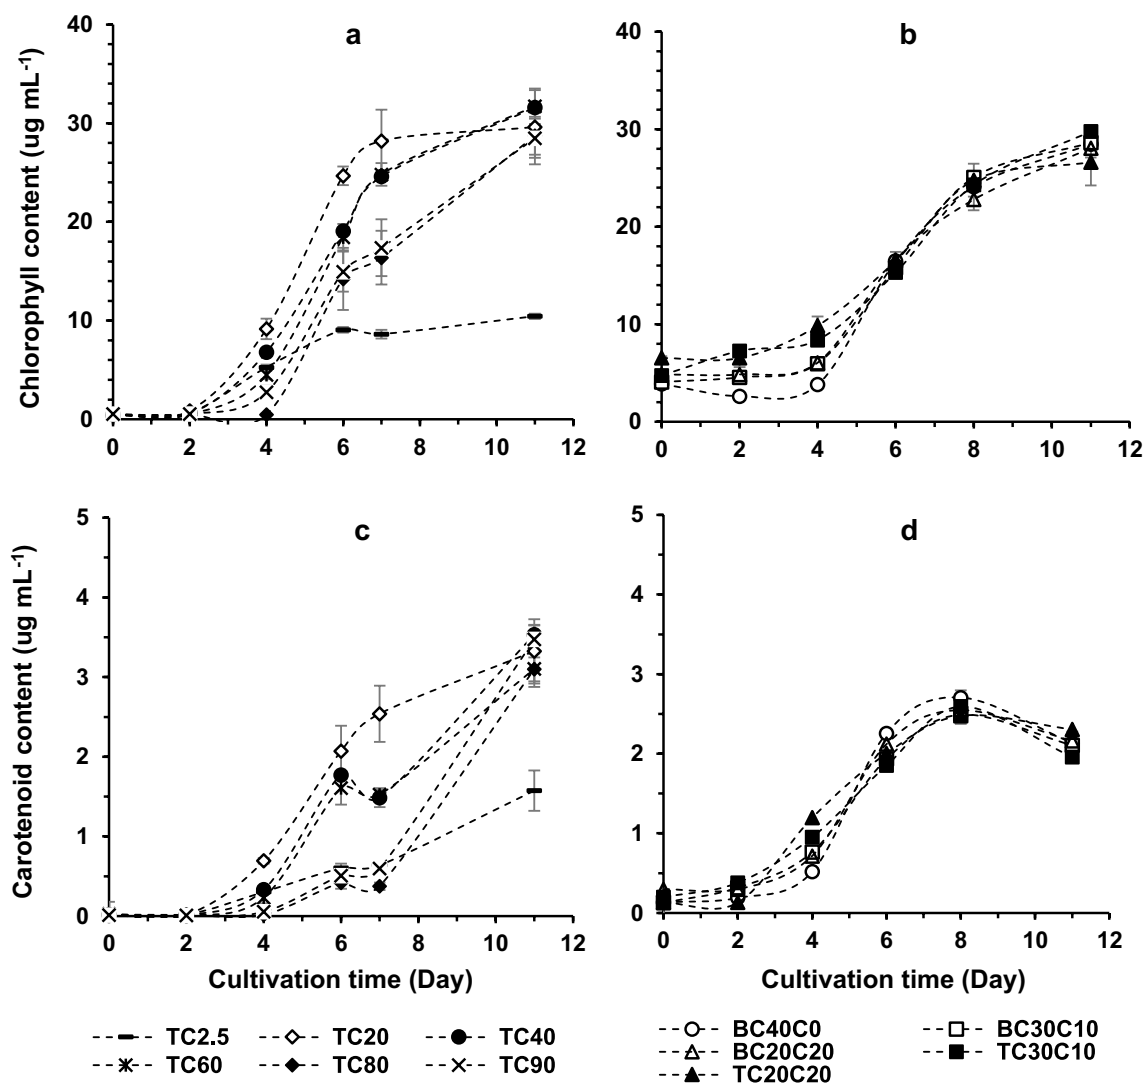 a
Chlorophyll content (ug mL-1)
40
30
20
10
0
0 2 4 6 8 10 12
b
40
30
20
10
0
0 2 4 6 8 10 12
c
Carotenoid content (ug mL-1)
5
4
3
2
1
0
0 2 4 6 8 10 12
Cultivation time (Day)
d
5
4
3
2
1
0
0 2 4 6 8 10 12
Cultivation time (Day)
TC2.5 TC20 TC40
TC60 TC80 TC90
BC40C0 BC30C10
BC20C20 TC30C10
TC20C20